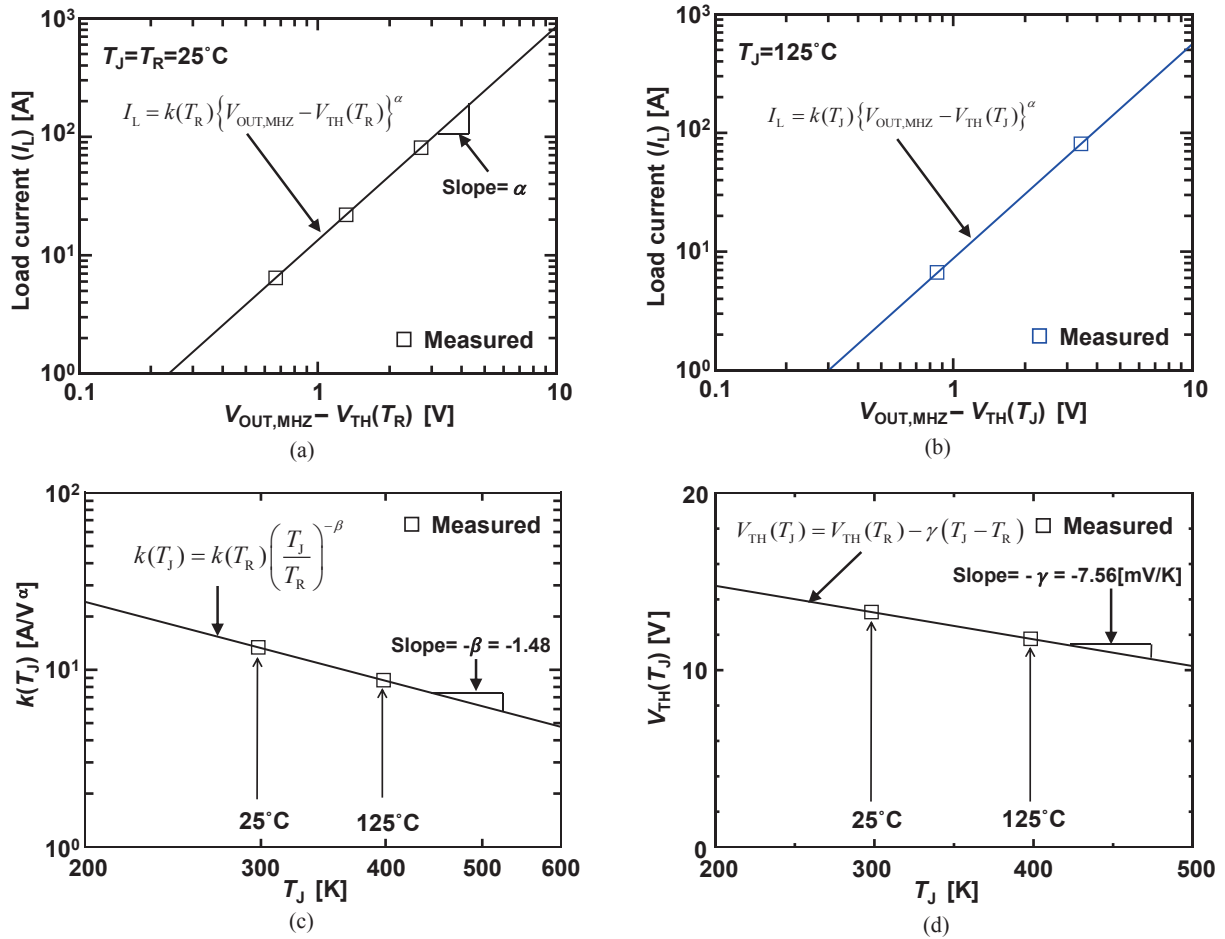 Load current (I_L) [A]
10³
10²
10¹
10⁰
T_J=T_R=25˚C
I_L = k(T_R){V_OUT,MHZ − V_TH(T_R)}^α
Slope= α
Measured
0.1
1
10
V_OUT,MHZ − V_TH(T_R) [V]
(a)
Load current (I_L) [A]
10³
10²
10¹
10⁰
T_J=125˚C
I_L = k(T_J){V_OUT,MHZ − V_TH(T_J)}^α
Measured
0.1
1
10
V_OUT,MHZ − V_TH(T_J) [V]
(b)
k(T_J) [A/V^α]
10²
10¹
10⁰
Measured
k(T_J) = k(T_R)(T_J/T_R)^−β
Slope= -β = -1.48
25˚C
125˚C
200
300
400
500
600
T_J [K]
(c)
V_TH(T_J) [V]
20
10
0
Measured
V_TH(T_J) = V_TH(T_R) − γ(T_J − T_R)
Slope= - γ = -7.56[mV/K]
25˚C
125˚C
200
300
400
500
T_J [K]
(d)